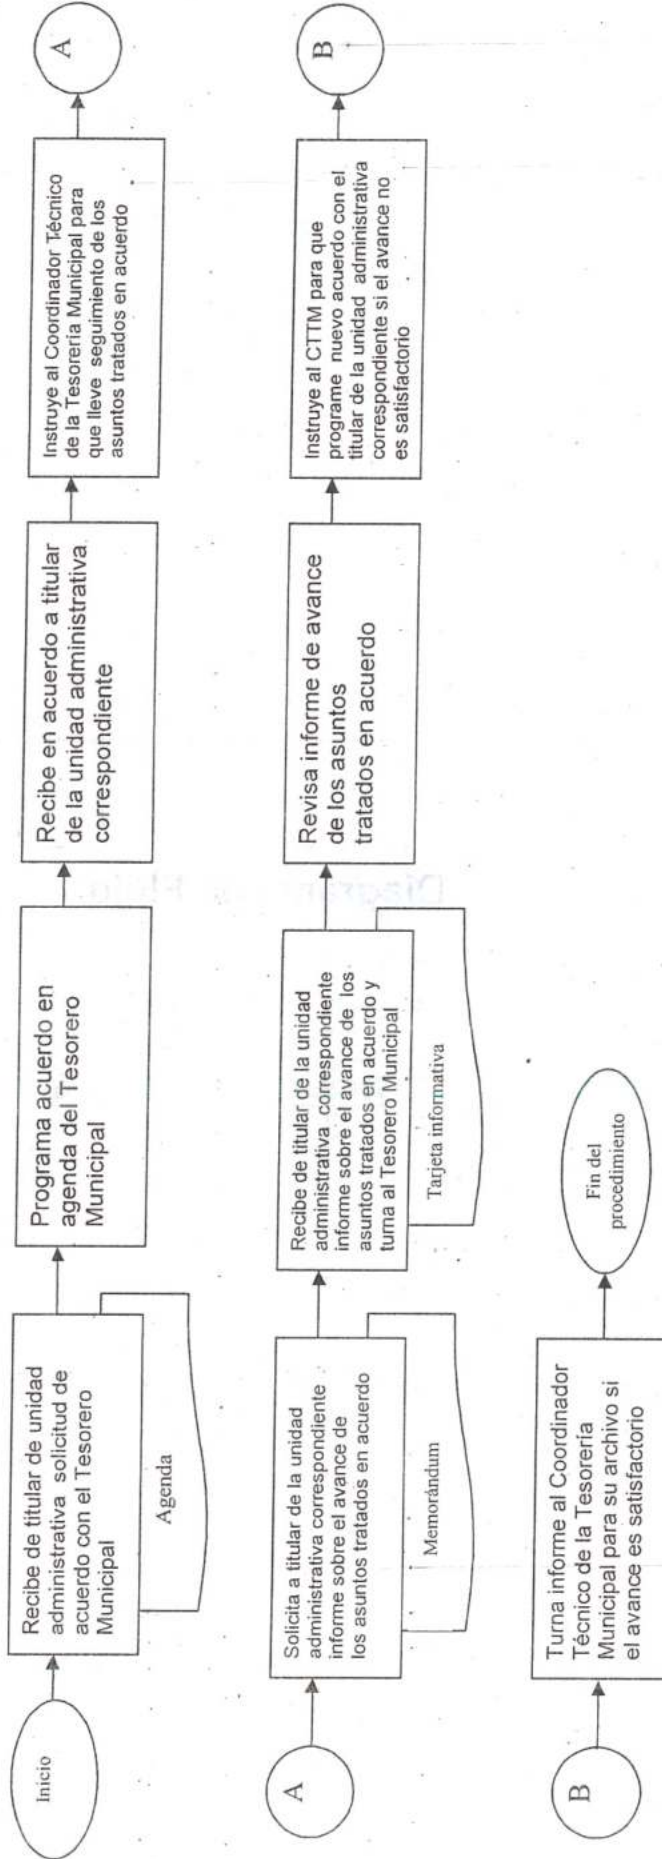 Inicio
Recibe de titular de unidad
administrativa solicitud de
acuerdo con el Tesorero
Municipal
Agenda
Programa acuerdo en
agenda del Tesorero
Municipal
Recibe en acuerdo a titular
de la unidad administrativa
correspondiente
Instruye al Coordinador Técnico
de la Tesorería Municipal para
que lleve seguimiento de los
asuntos tratados en acuerdo
A
A
Solicita a titular de la unidad
administrativa correspondiente
informe sobre el avance de
los asuntos tratados en acuerdo
Memorándum
Recibe de titular de la unidad
administrativa correspondiente
informe sobre el avance de los
asuntos tratados en acuerdo y
turna al Tesorero Municipal
Tarjeta informativa
Revisa informe de avance
de los asuntos
tratados en acuerdo
Instruye al CTTM para que
programe nuevo acuerdo con el
titular de la unidad administrativa
correspondiente si el avance no
es satisfactorio
B
B
Turna informe al Coordinador
Técnico de la Tesorería
Municipal para su archivo si
el avance es satisfactorio
Fin del
procedimiento